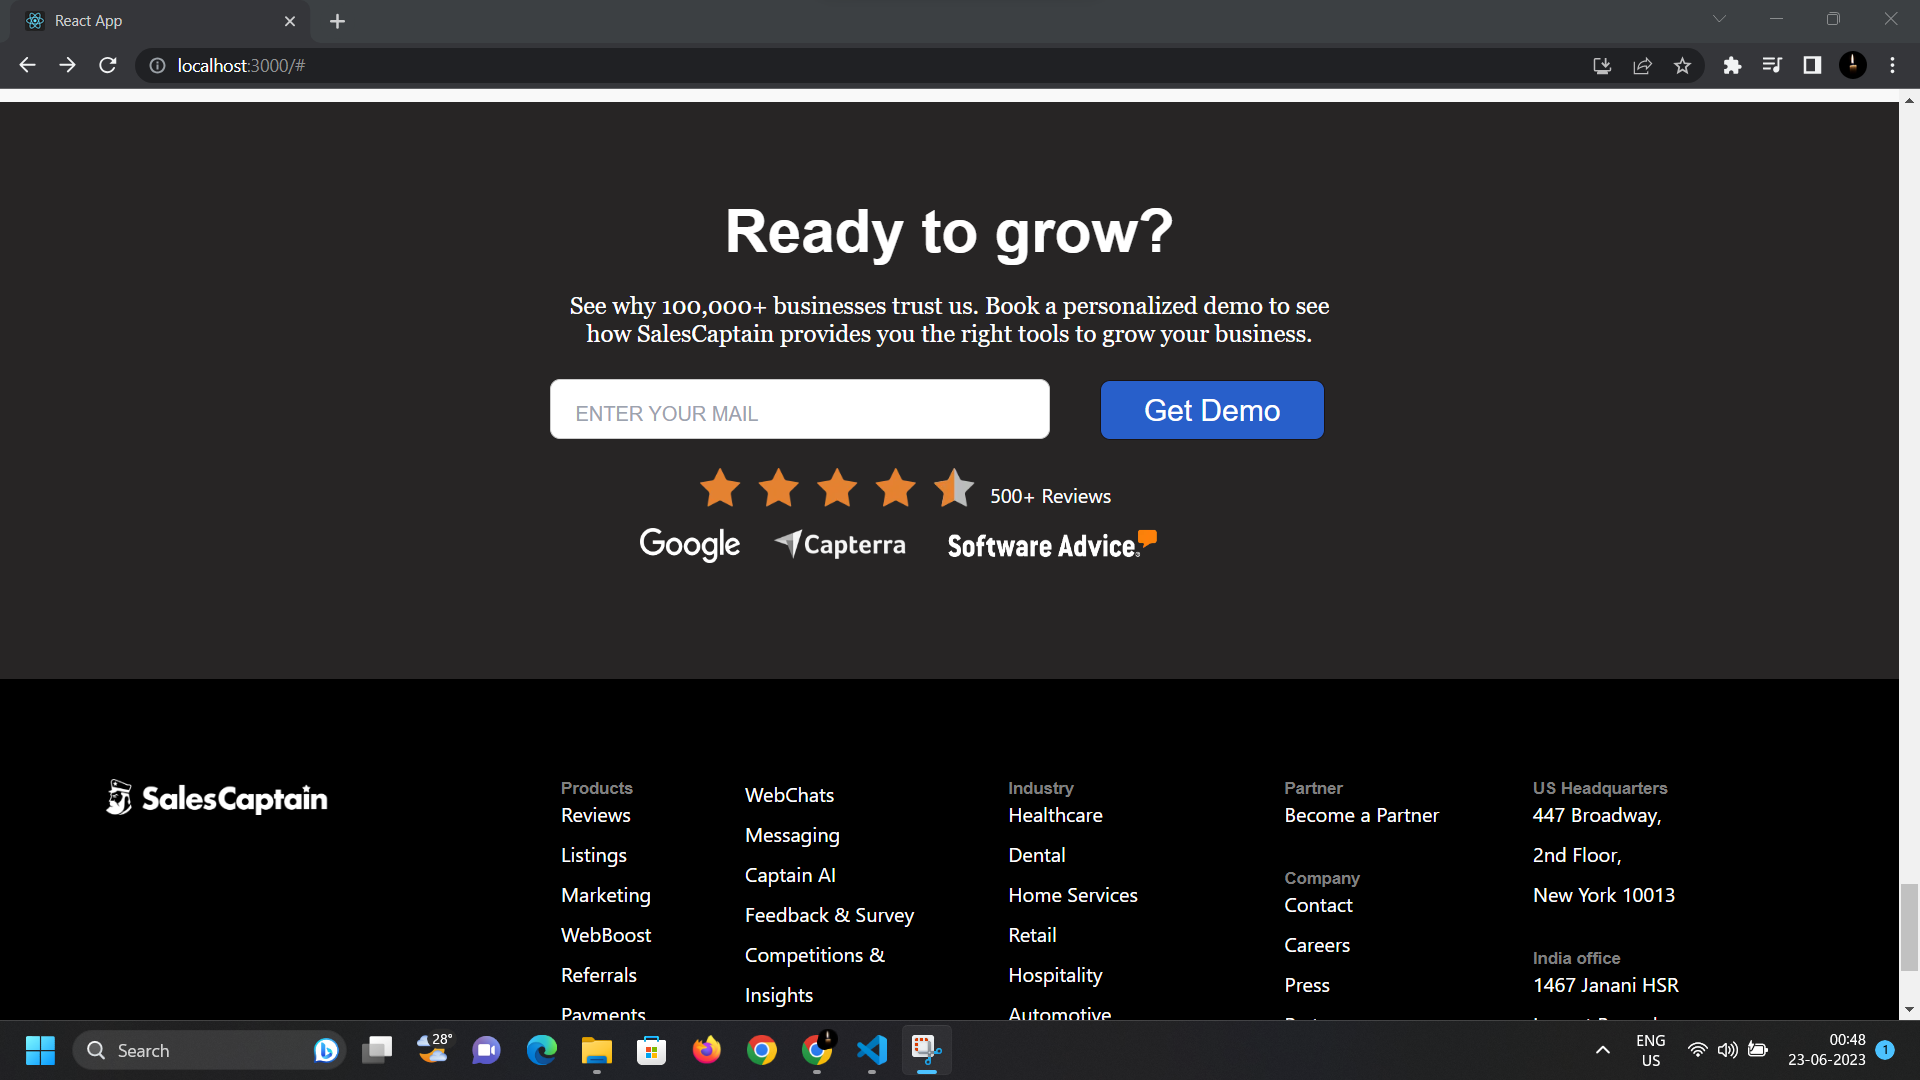 React App
localhost:3000/#
Ready to grow?
See why 100,000+ businesses trust us. Book a personalized demo to see
how SalesCaptain provides you the right tools to grow your business.
ENTER YOUR MAIL
Get Demo
500+ Reviews
Google
Capterra
Software Advice
SalesCaptain
Products
Reviews
Listings
Marketing
WebBoost
Referrals
Payments
WebChats
Messaging
Captain AI
Feedback & Survey
Competitions &
Insights
Industry
Healthcare
Dental
Home Services
Retail
Hospitality
Automotive
Partner
Become a Partner
Company
Contact
Careers
Press
US Headquarters
447 Broadway,
2nd Floor,
New York 10013
India office
1467 Janani HSR
Search
28°
ENG
US
00:48
23-06-2023
1